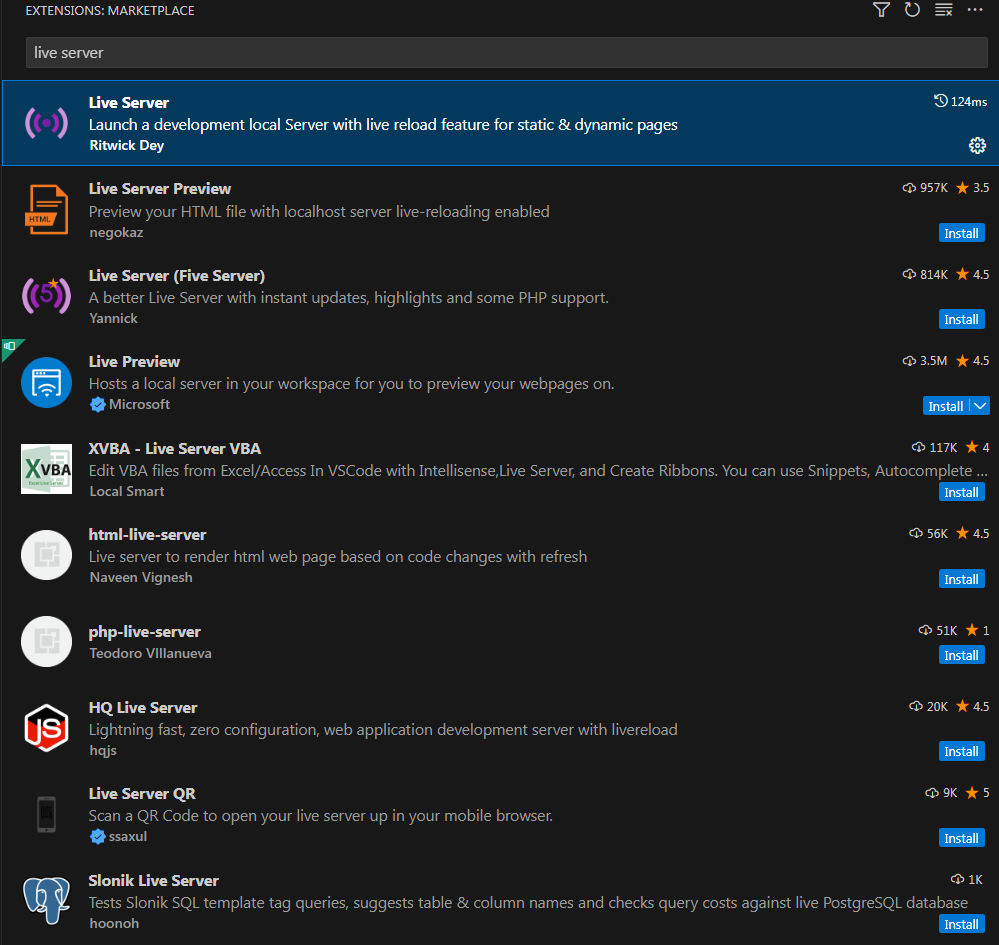 EXTENSIONS: MARKETPLACE
live server
Live Server
124ms
Launch a development local Server with live reload feature for static & dynamic pages
Ritwick Dey
Live Server Preview
957K 3.5
Preview your HTML file with localhost server live-reloading enabled
HTML
negokaz
Install
Live Server (Five Server)
814K 4.5
5
A better Live Server with instant updates, highlights and some PHP support.
Yannick
Install
Live Preview
3.5M 4.5
Hosts a local server in your workspace for you to preview your webpages on.
Microsoft
Install
XVBA - Live Server VBA
117K 4
XVBA
Edit VBA files from Excel/Access In VSCode with Intellisense,Live Server, and Create Ribbons. You can use Snippets, Autocomplete ...
Local Smart
Install
html-live-server
56K 4.5
Live server to render html web page based on code changes with refresh
Naveen Vignesh
Install
php-live-server
51K 1
Teodoro VIllanueva
Install
HQ Live Server
20K 4.5
JS
Lightning fast, zero configuration, web application development server with livereload
hqjs
Install
Live Server QR
9K 5
Scan a QR Code to open your live server up in your mobile browser.
ssaxul
Install
Slonik Live Server
1K
Tests Slonik SQL template tag queries, suggests table & column names and checks query costs against live PostgreSQL database
hoonoh
Install